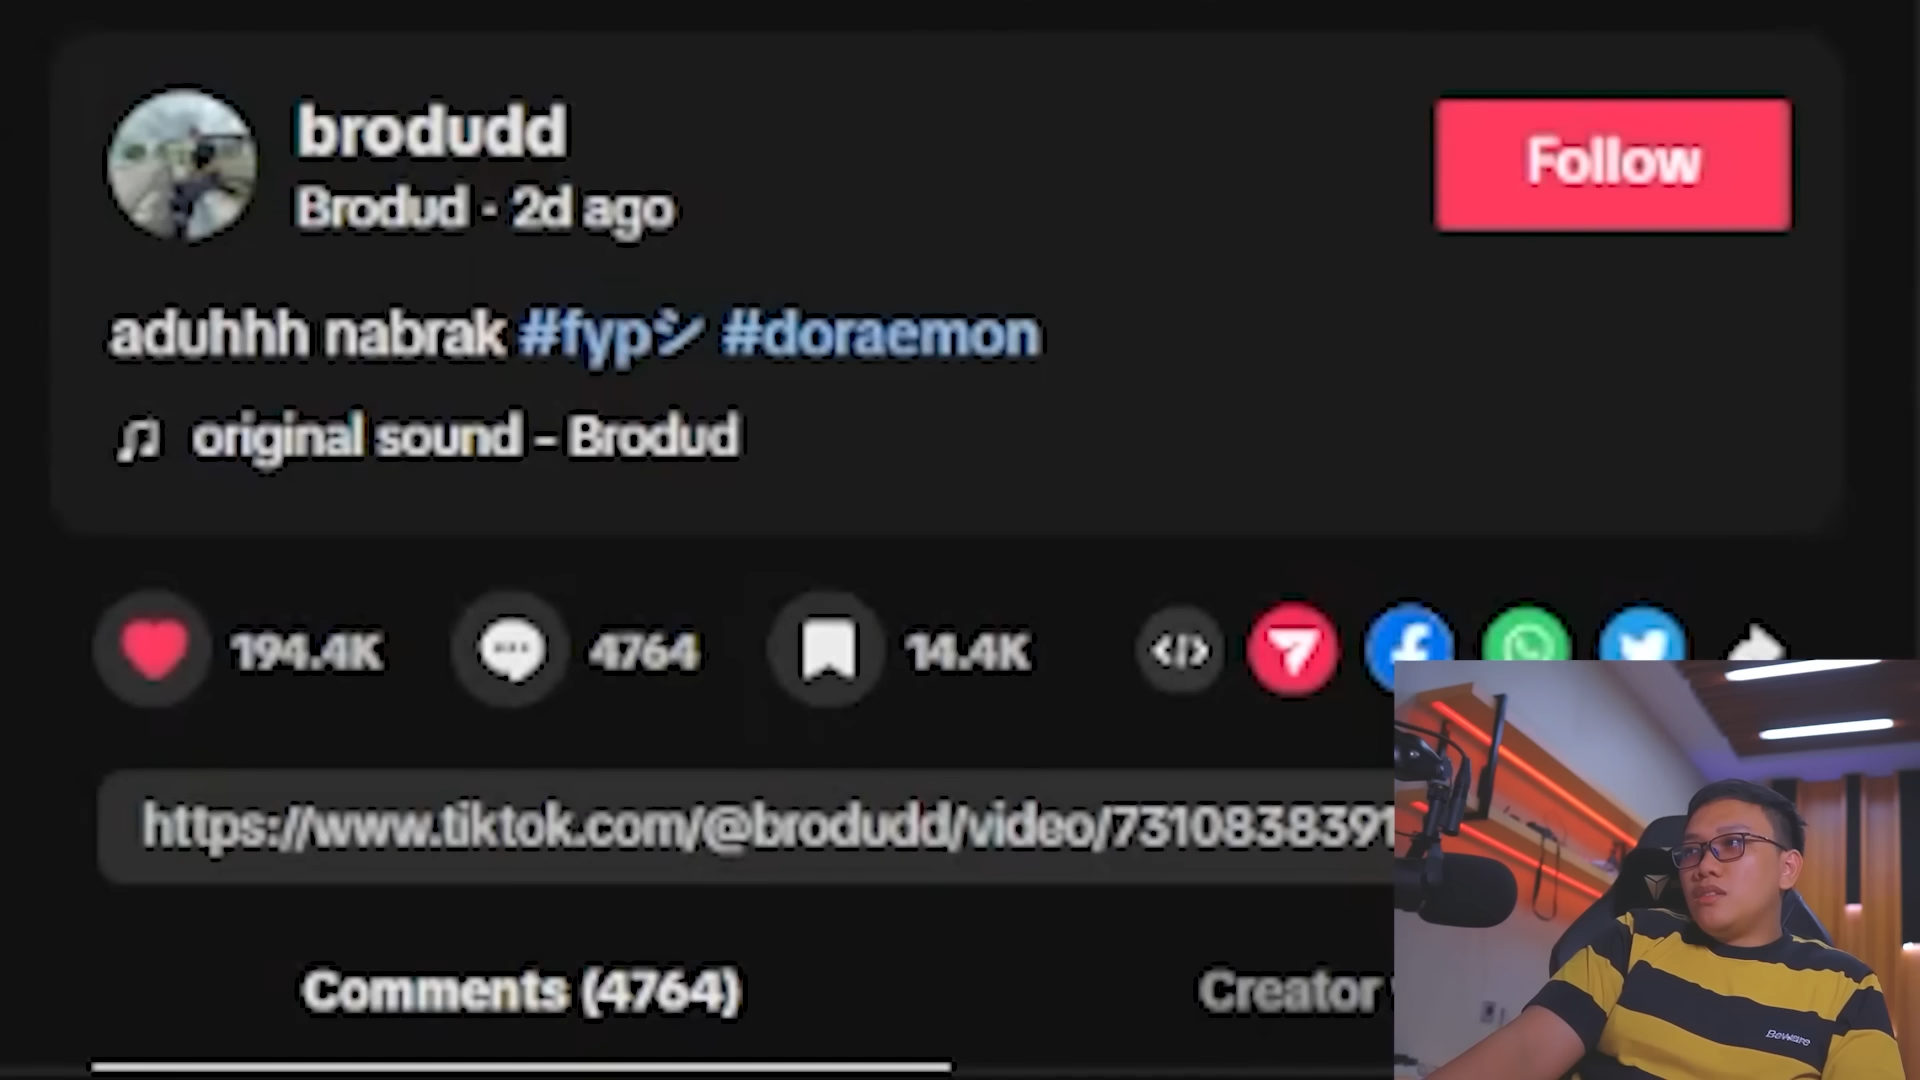 brodudd
Brodud · 2d ago
Follow
aduhhh nabrak #fypシ #doraemon
original sound - Brodud
194.4K
4764
14.4K
https://www.tiktok.com/@brodudd/video/7310838391
Comments (4764)
Creator
Beware